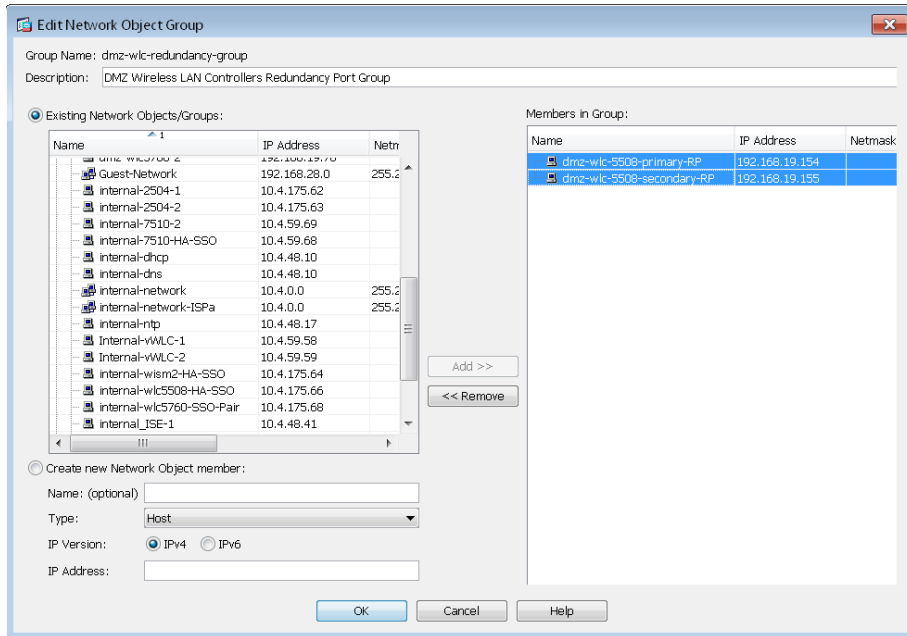 Edit Network Object Group
Group Name: dmz-wlc-redundancy-group
Description: DMZ Wireless LAN Controllers Redundancy Port Group
Existing Network Objects/Groups:
1
Name IP Address Netm
Guest-Network 192.168.28.0 255.2
internal-2504-1 10.4.175.62
internal-2504-2 10.4.175.63
internal-7510-2 10.4.59.69
internal-7510-HA-SSO 10.4.59.68
internal-dhcp 10.4.48.10
internal-dns 10.4.48.10
internal-network 10.4.0.0 255.2
internal-network-ISPa 10.4.0.0 255.2
internal-ntp 10.4.48.17
Internal-vWLC-1 10.4.59.58
Internal-vWLC-2 10.4.59.59
internal-wism2-HA-SSO 10.4.175.64
internal-wlc5508-HA-SSO 10.4.175.66
internal-wlc5760-SSO-Pair 10.4.175.68
internal_ISE-1 10.4.48.41
Create new Network Object member:
Name: (optional)
Type: Host
IP Version: IPv4 IPv6
IP Address:
Add >>
<< Remove
Members in Group:
Name IP Address Netmask
dmz-wlc-5508-primary-RP 192.168.19.154
dmz-wlc-5508-secondary-RP 192.168.19.155
OK Cancel Help